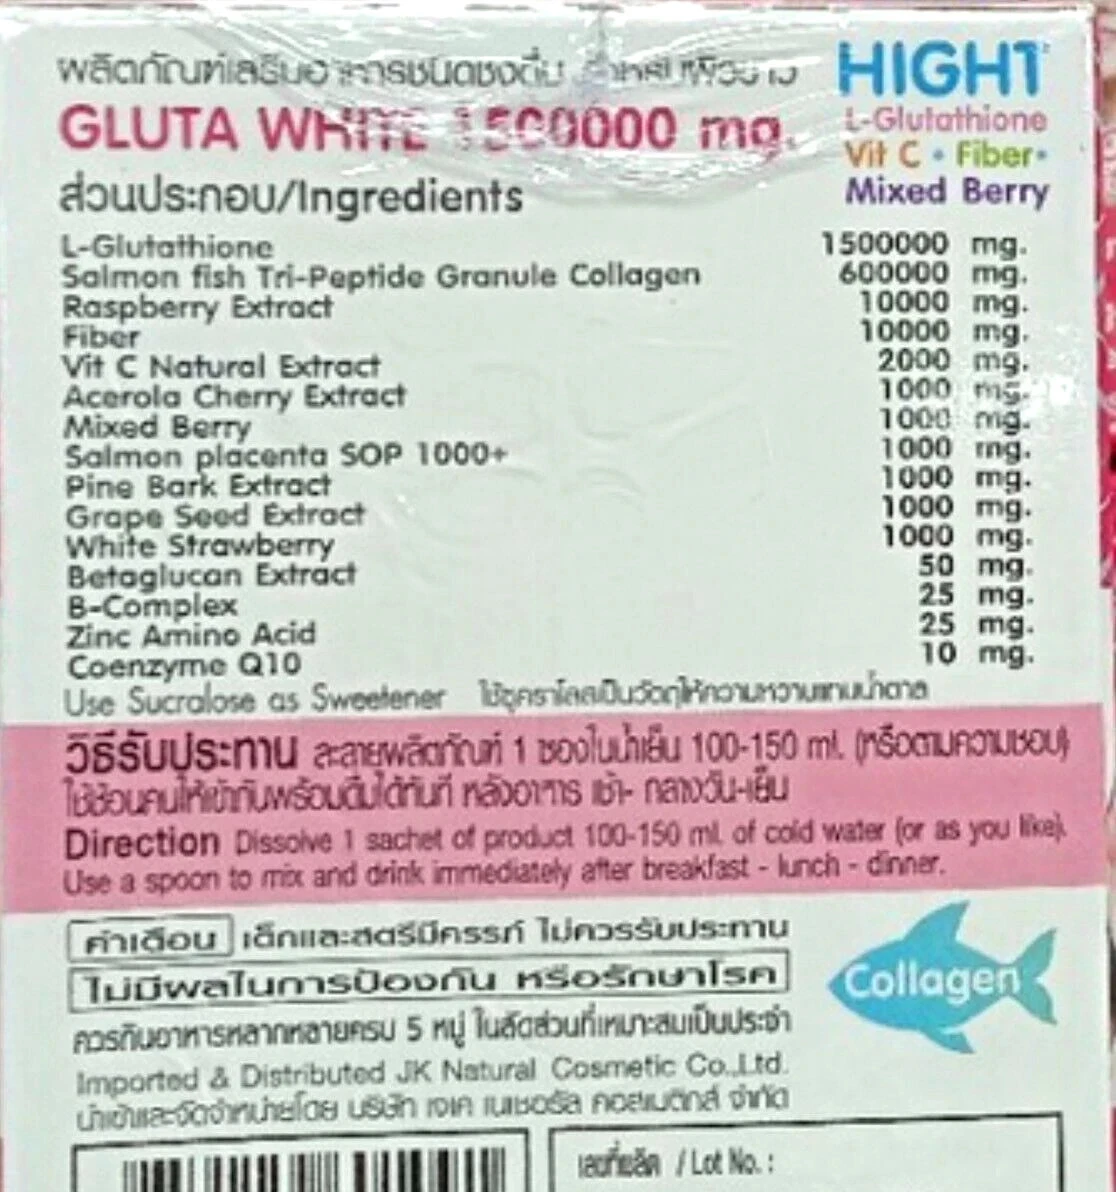 ผลิตภัณฑ์เสริมอาหารชนิดชงดื่ม สำหรับผิวขาว
GLUTA WHITE 1500000 mg.
HIGHT
L-Glutathione
Vit C • Fiber•
Mixed Berry
ส่วนประกอบ/Ingredients
L-Glutathione 1500000 mg.
Salmon fish Tri-Peptide Granule Collagen 600000 mg.
Raspberry Extract 10000 mg.
Fiber 10000 mg.
Vit C Natural Extract 2000 mg.
Acerola Cherry Extract 1000 mg.
Mixed Berry 1000 mg.
Salmon placenta SOP 1000+ 1000 mg.
Pine Bark Extract 1000 mg.
Grape Seed Extract 1000 mg.
White Strawberry 1000 mg.
Betaglucan Extract 50 mg.
B-Complex 25 mg.
Zinc Amino Acid 25 mg.
Coenzyme Q10 10 mg.
Use Sucralose as Sweetener ใช้ซูคราโลสเป็นวัตถุให้ความหวานแทนน้ำตาล
วิธีรับประทาน ละลายผลิตภัณฑ์ 1 ซองในน้ำเย็น 100-150 ml. (หรือตามความชอบ)
ใช้ช้อนคนให้เข้ากันพร้อมดื่มได้ทันที หลังอาหาร เช้า- กลางวัน-เย็น
Direction Dissolve 1 sachet of product 100-150 ml. of cold water (or as you like).
Use a spoon to mix and drink immediately after breakfast - lunch - dinner.
คำเตือน เด็กและสตรีมีครรภ์ ไม่ควรรับประทาน
ไม่มีผลในการป้องกัน หรือรักษาโรค
Collagen
ควรกินอาหารหลากหลายครบ 5 หมู่ ในสัดส่วนที่เหมาะสมเป็นประจำ
Imported & Distributed JK Natural Cosmetic Co.,Ltd.
นำเข้าและจัดจำหน่ายโดย บริษัท เจเค เนเชอรัล คอสเมติกส์ จำกัด
เลขที่ผลิต /Lot No. :